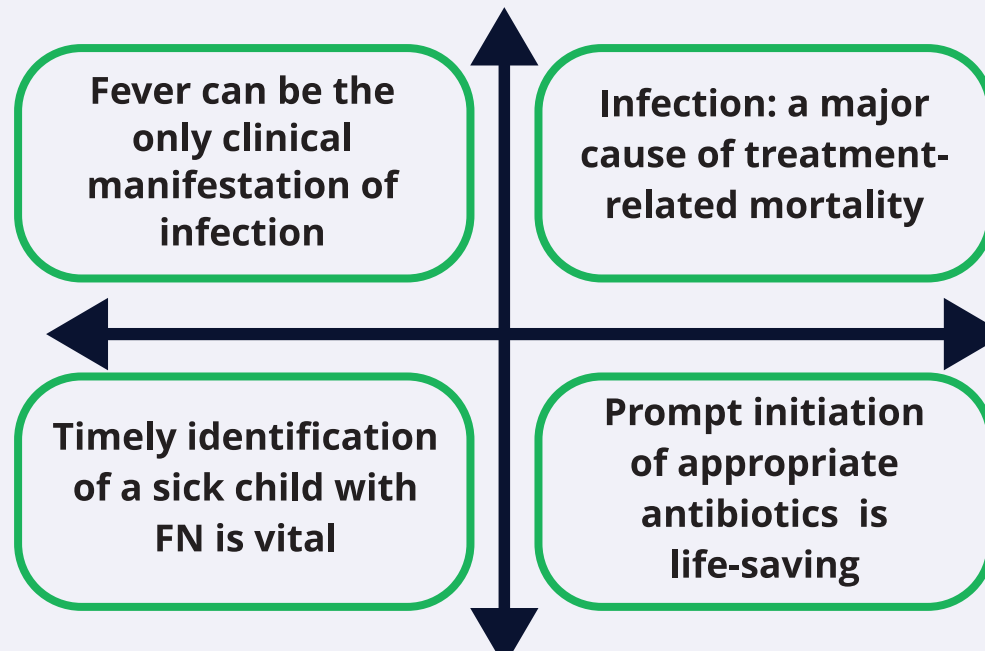 Fever can be the
only clinical
manifestation of
infection
Infection: a major
cause of treatment-
related mortality
Timely identification
of a sick child with
FN is vital
Prompt initiation
of appropriate
antibiotics is
life-saving